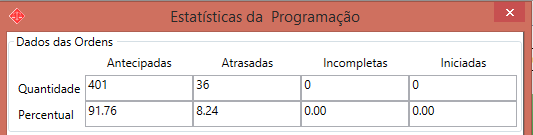 Estatísticas da Programação
Dados das Ordens
Antecipadas Atrasadas Incompletas Iniciadas
Quantidade 401 36 0 0
Percentual 91.76 8.24 0.00 0.00